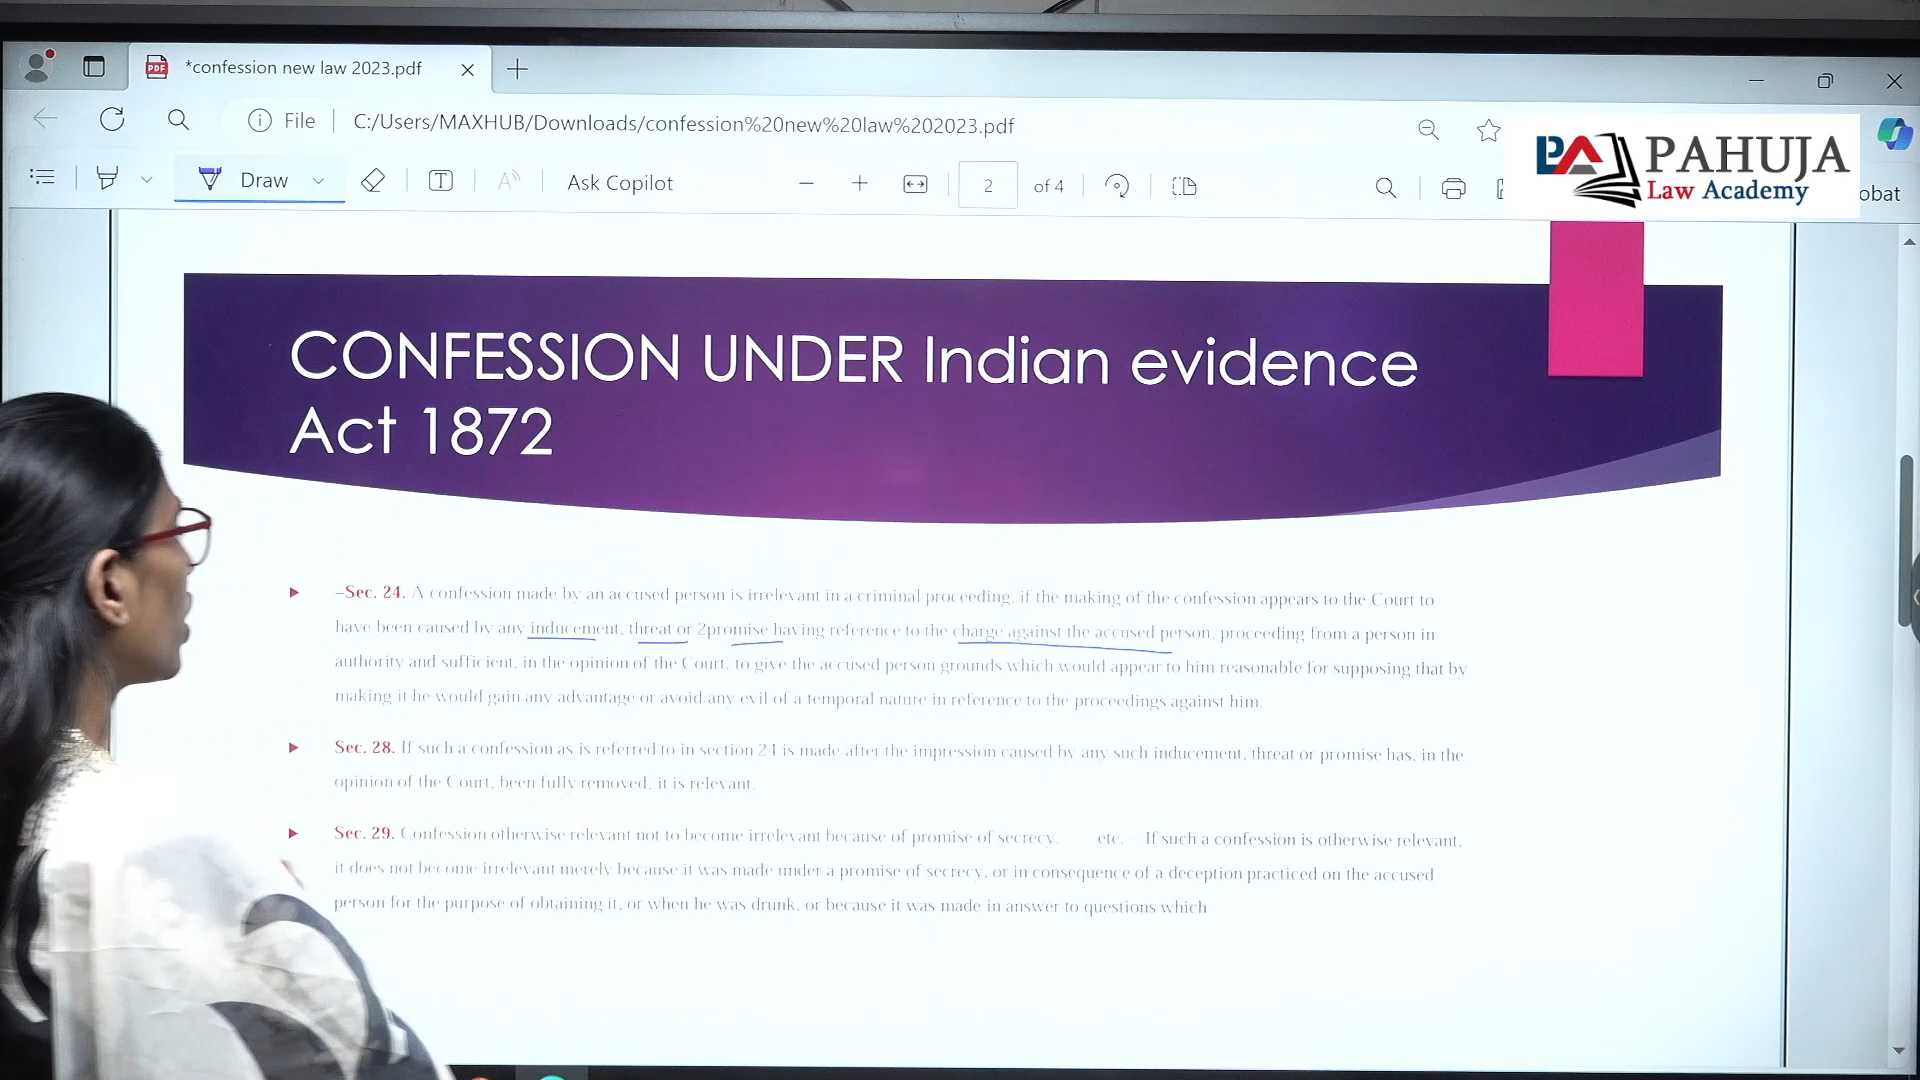 *confession new law 2023.pdf
File
C:/Users/MAXHUB/Downloads/confession%20new%20law%202023.pdf
PAHUJA
Law Academy
Draw
Ask Copilot
2
of 4
obat
CONFESSION UNDER Indian evidence
Act 1872
–Sec. 24. A confession made by an accused person is irrelevant in a criminal proceeding, if the making of the confession appears to the Court to
have been caused by any inducement, threat or 2promise having reference to the charge against the accused person, proceeding from a person in
authority and sufficient, in the opinion of the Court, to give the accused person grounds which would appear to him reasonable for supposing that by
making it he would gain any advantage or avoid any evil of a temporal nature in reference to the proceedings against him.
Sec. 28. If such a confession as is referred to in section 24 is made after the impression caused by any such inducement, threat or promise has, in the
opinion of the Court, been fully removed, it is relevant.
Sec. 29. Confession otherwise relevant not to become irrelevant because of promise of secrecy, etc. – If such a confession is otherwise relevant,
it does not become irrelevant merely because it was made under a promise of secrecy, or in consequence of a deception practiced on the accused
person for the purpose of obtaining it, or when he was drunk, or because it was made in answer to questions which